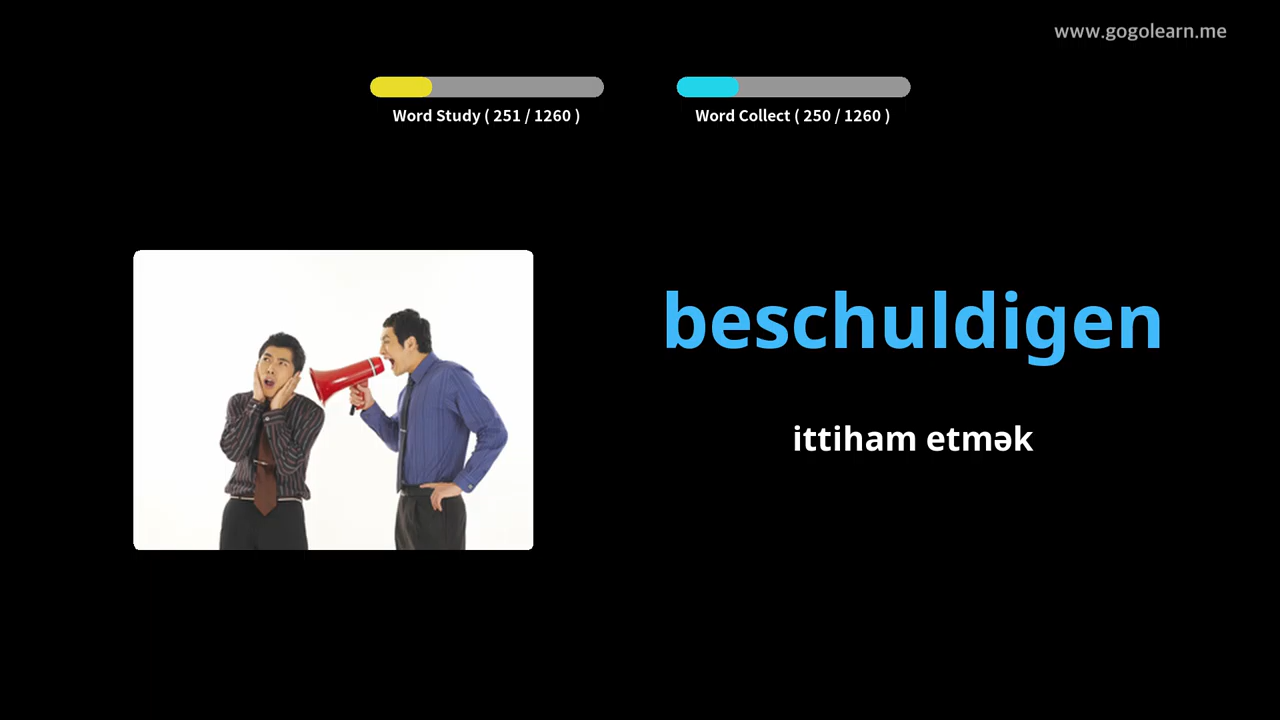 www.gogolearn.me
Word Study ( 251 / 1260 )
Word Collect ( 250 / 1260 )
beschuldigen
ittiham etmək